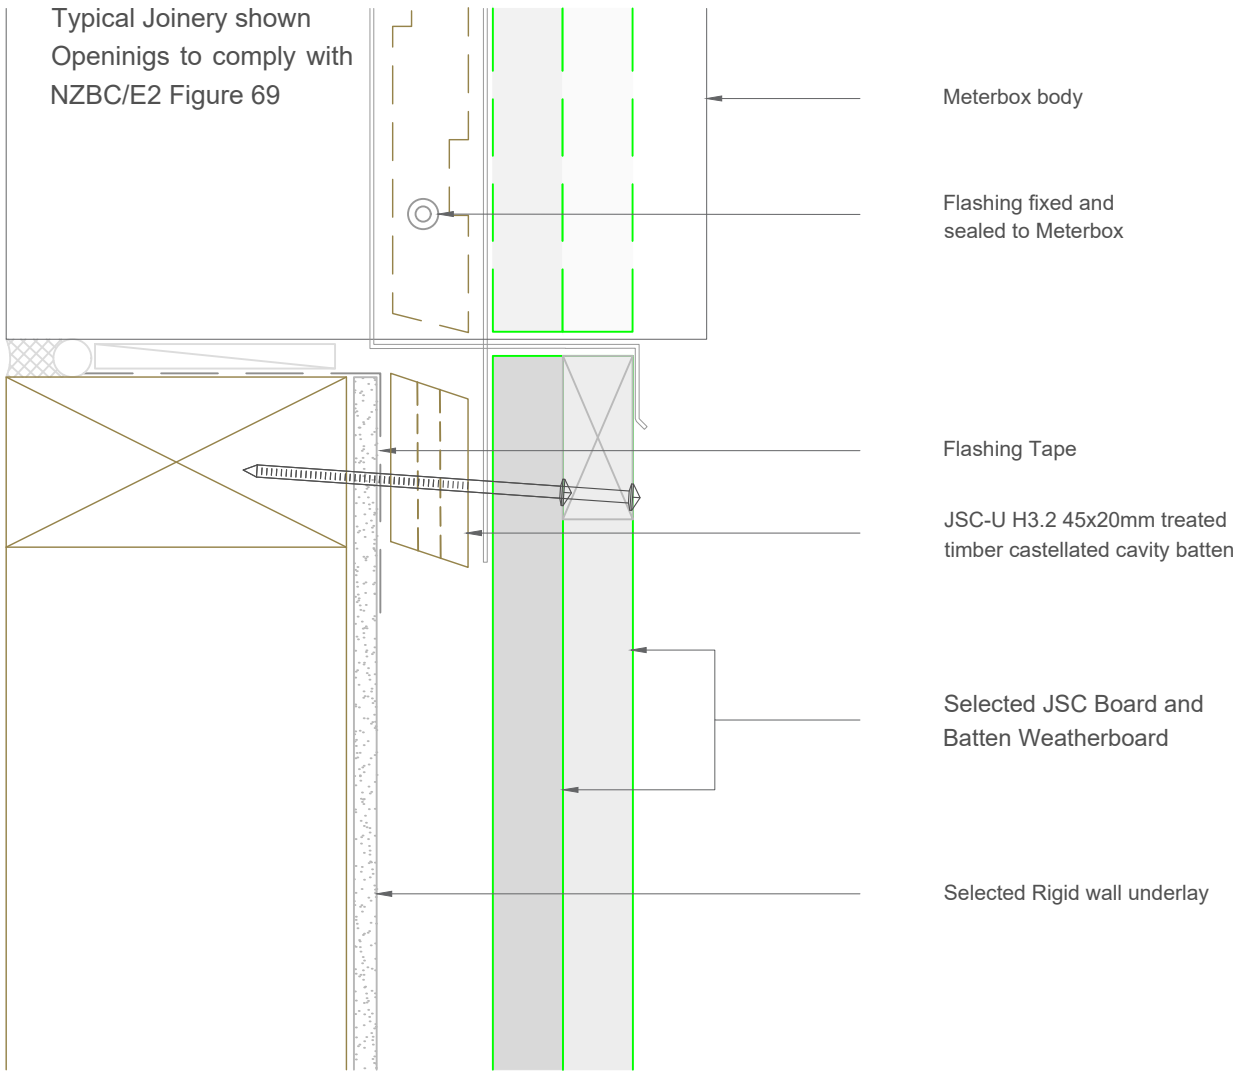 Typical Joinery shown
Openinigs to comply with
NZBC/E2 Figure 69
Meterbox body
Flashing fixed and
sealed to Meterbox
Flashing Tape
JSC-U H3.2 45x20mm treated
timber castellated cavity batten
Selected JSC Board and
Batten Weatherboard
Selected Rigid wall underlay